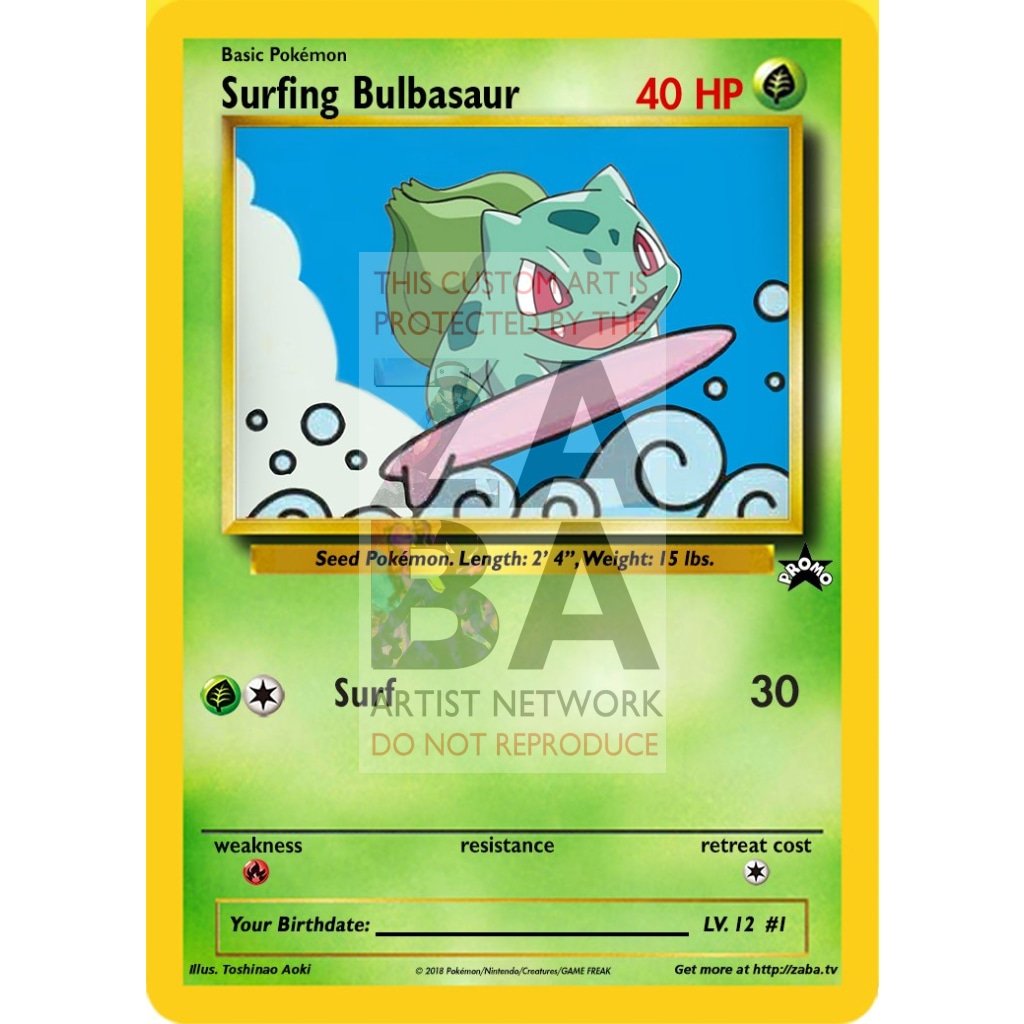 Basic Pokémon
Surfing Bulbasaur 40 HP
THIS CUSTOM ART IS
PROTECTED BY THE
ZA
BA
Seed Pokémon. Length: 2' 4", Weight: 15 lbs.
PROMO
Surf 30
ARTIST NETWORK
DO NOT REPRODUCE
weakness resistance retreat cost
Your Birthdate: LV. 12 #1
Illus. Toshinao Aoki © 2018 Pokémon/Nintendo/Creatures/GAME FREAK Get more at http://zaba.tv